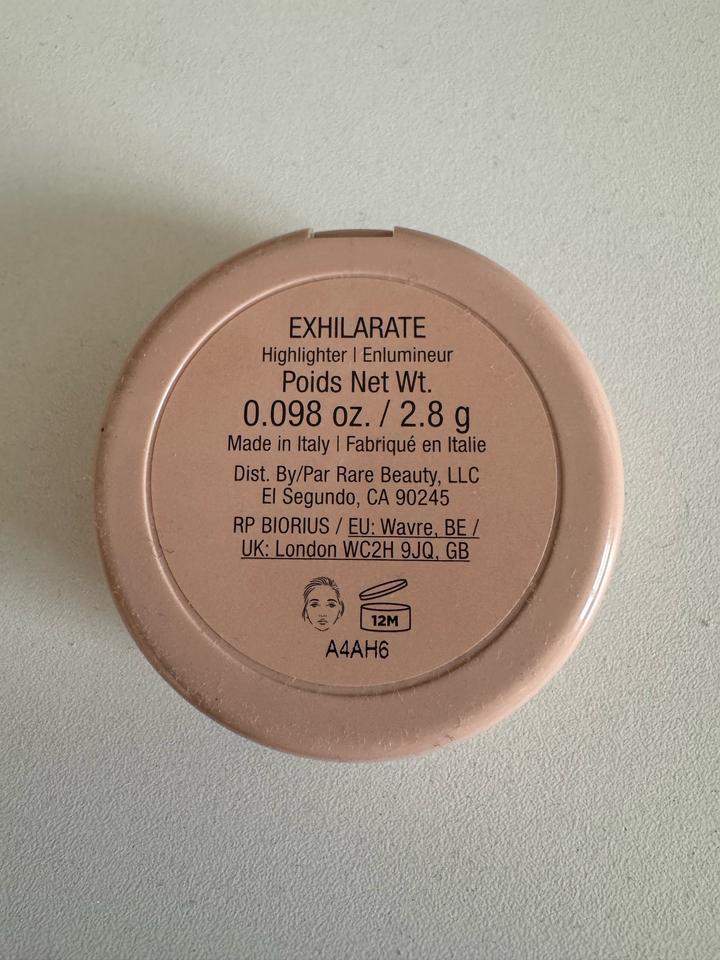 EXHILARATE
Highlighter | Enlumineur
Poids Net Wt.
0.098 oz. / 2.8 g
Made in Italy | Fabriqué en Italie
Dist. By/Par Rare Beauty, LLC
El Segundo, CA 90245
RP BIORIUS / EU: Wavre, BE /
UK: London WC2H 9JQ, GB
12M
A4AH6